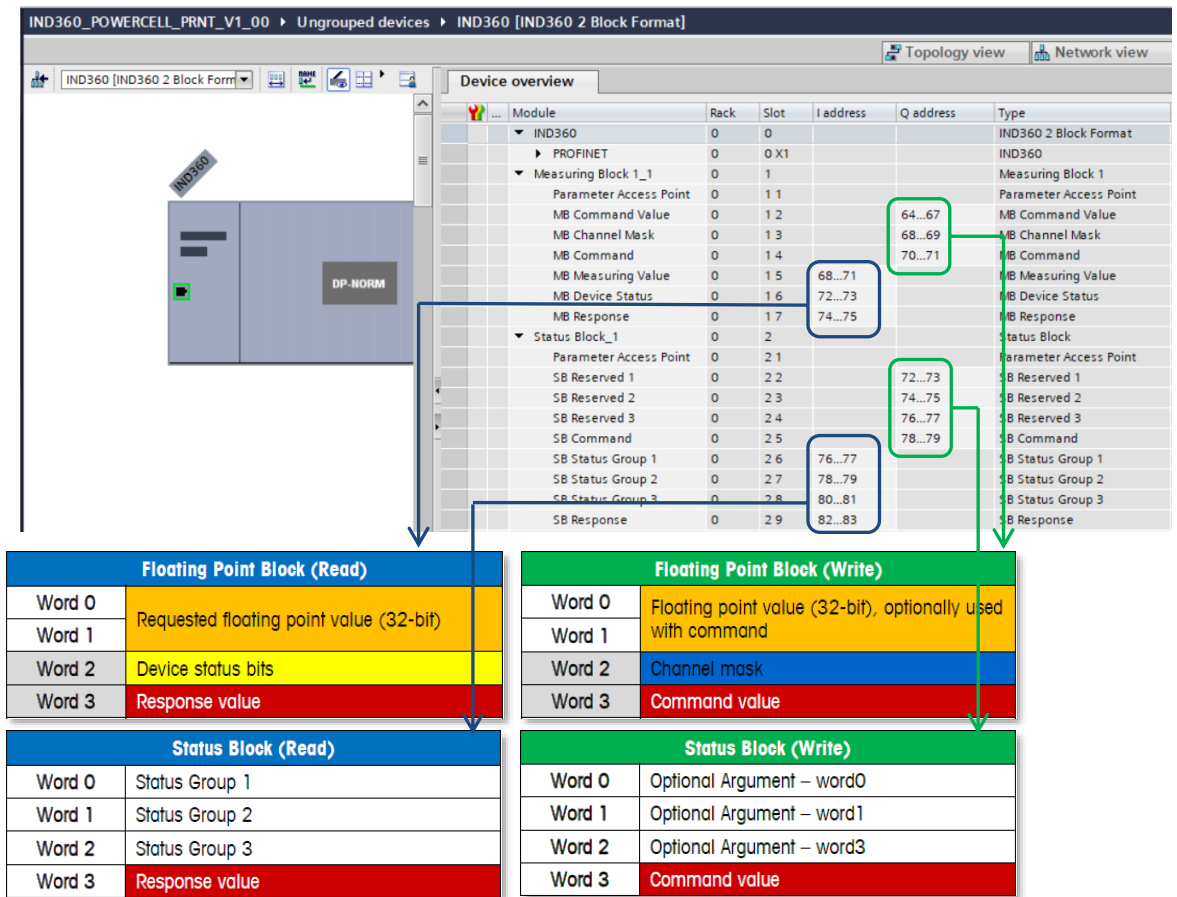 IND360_POWERCELL_PRNT_V1_00 ▸ Ungrouped devices ▸ IND360 [IND360 2 Block Format]
Topology view Network view
IND360 [IND360 2 Block Form
Device overview
... Module Rack Slot I address Q address Type
IND360 0 0 IND360 2 Block Format
PROFINET 0 0 X1 IND360
Measuring Block 1_1 0 1 Measuring Block 1
Parameter Access Point 0 1 1 Parameter Access Point
MB Command Value 0 1 2 64...67 MB Command Value
MB Channel Mask 0 1 3 68...69 MB Channel Mask
MB Command 0 1 4 70...71 MB Command
MB Measuring Value 0 1 5 68...71 MB Measuring Value
MB Device Status 0 1 6 72...73 MB Device Status
MB Response 0 1 7 74...75 MB Response
Status Block_1 0 2 Status Block
Parameter Access Point 0 2 1 Parameter Access Point
SB Reserved 1 0 2 2 72...73 SB Reserved 1
SB Reserved 2 0 2 3 74...75 SB Reserved 2
SB Reserved 3 0 2 4 76...77 SB Reserved 3
SB Command 0 2 5 78...79 SB Command
SB Status Group 1 0 2 6 76...77 SB Status Group 1
SB Status Group 2 0 2 7 78...79 SB Status Group 2
SB Status Group 3 0 2 8 80...81 SB Status Group 3
SB Response 0 2 9 82...83 SB Response
IND360
DP-NORM
Floating Point Block (Read)
Word 0 Requested floating point value (32-bit)
Word 1
Word 2 Device status bits
Word 3 Response value
Floating Point Block (Write)
Word 0 Floating point value (32-bit), optionally used
Word 1 with command
Word 2 Channel mask
Word 3 Command value
Status Block (Read)
Word 0 Status Group 1
Word 1 Status Group 2
Word 2 Status Group 3
Word 3 Response value
Status Block (Write)
Word 0 Optional Argument – word0
Word 1 Optional Argument – word1
Word 2 Optional Argument – word3
Word 3 Command value